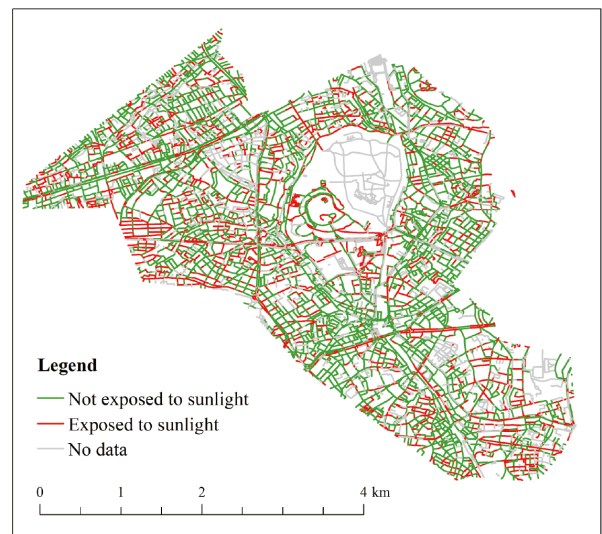 Legend
Not exposed to sunlight
Exposed to sunlight
No data
0 1 2 4 km